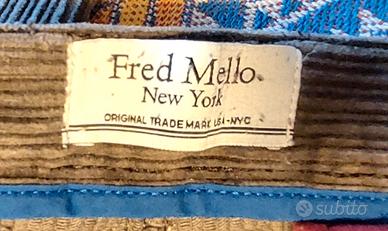 Fred Mello
New York
ORIGINAL TRADE MARK USA-NYC
subito